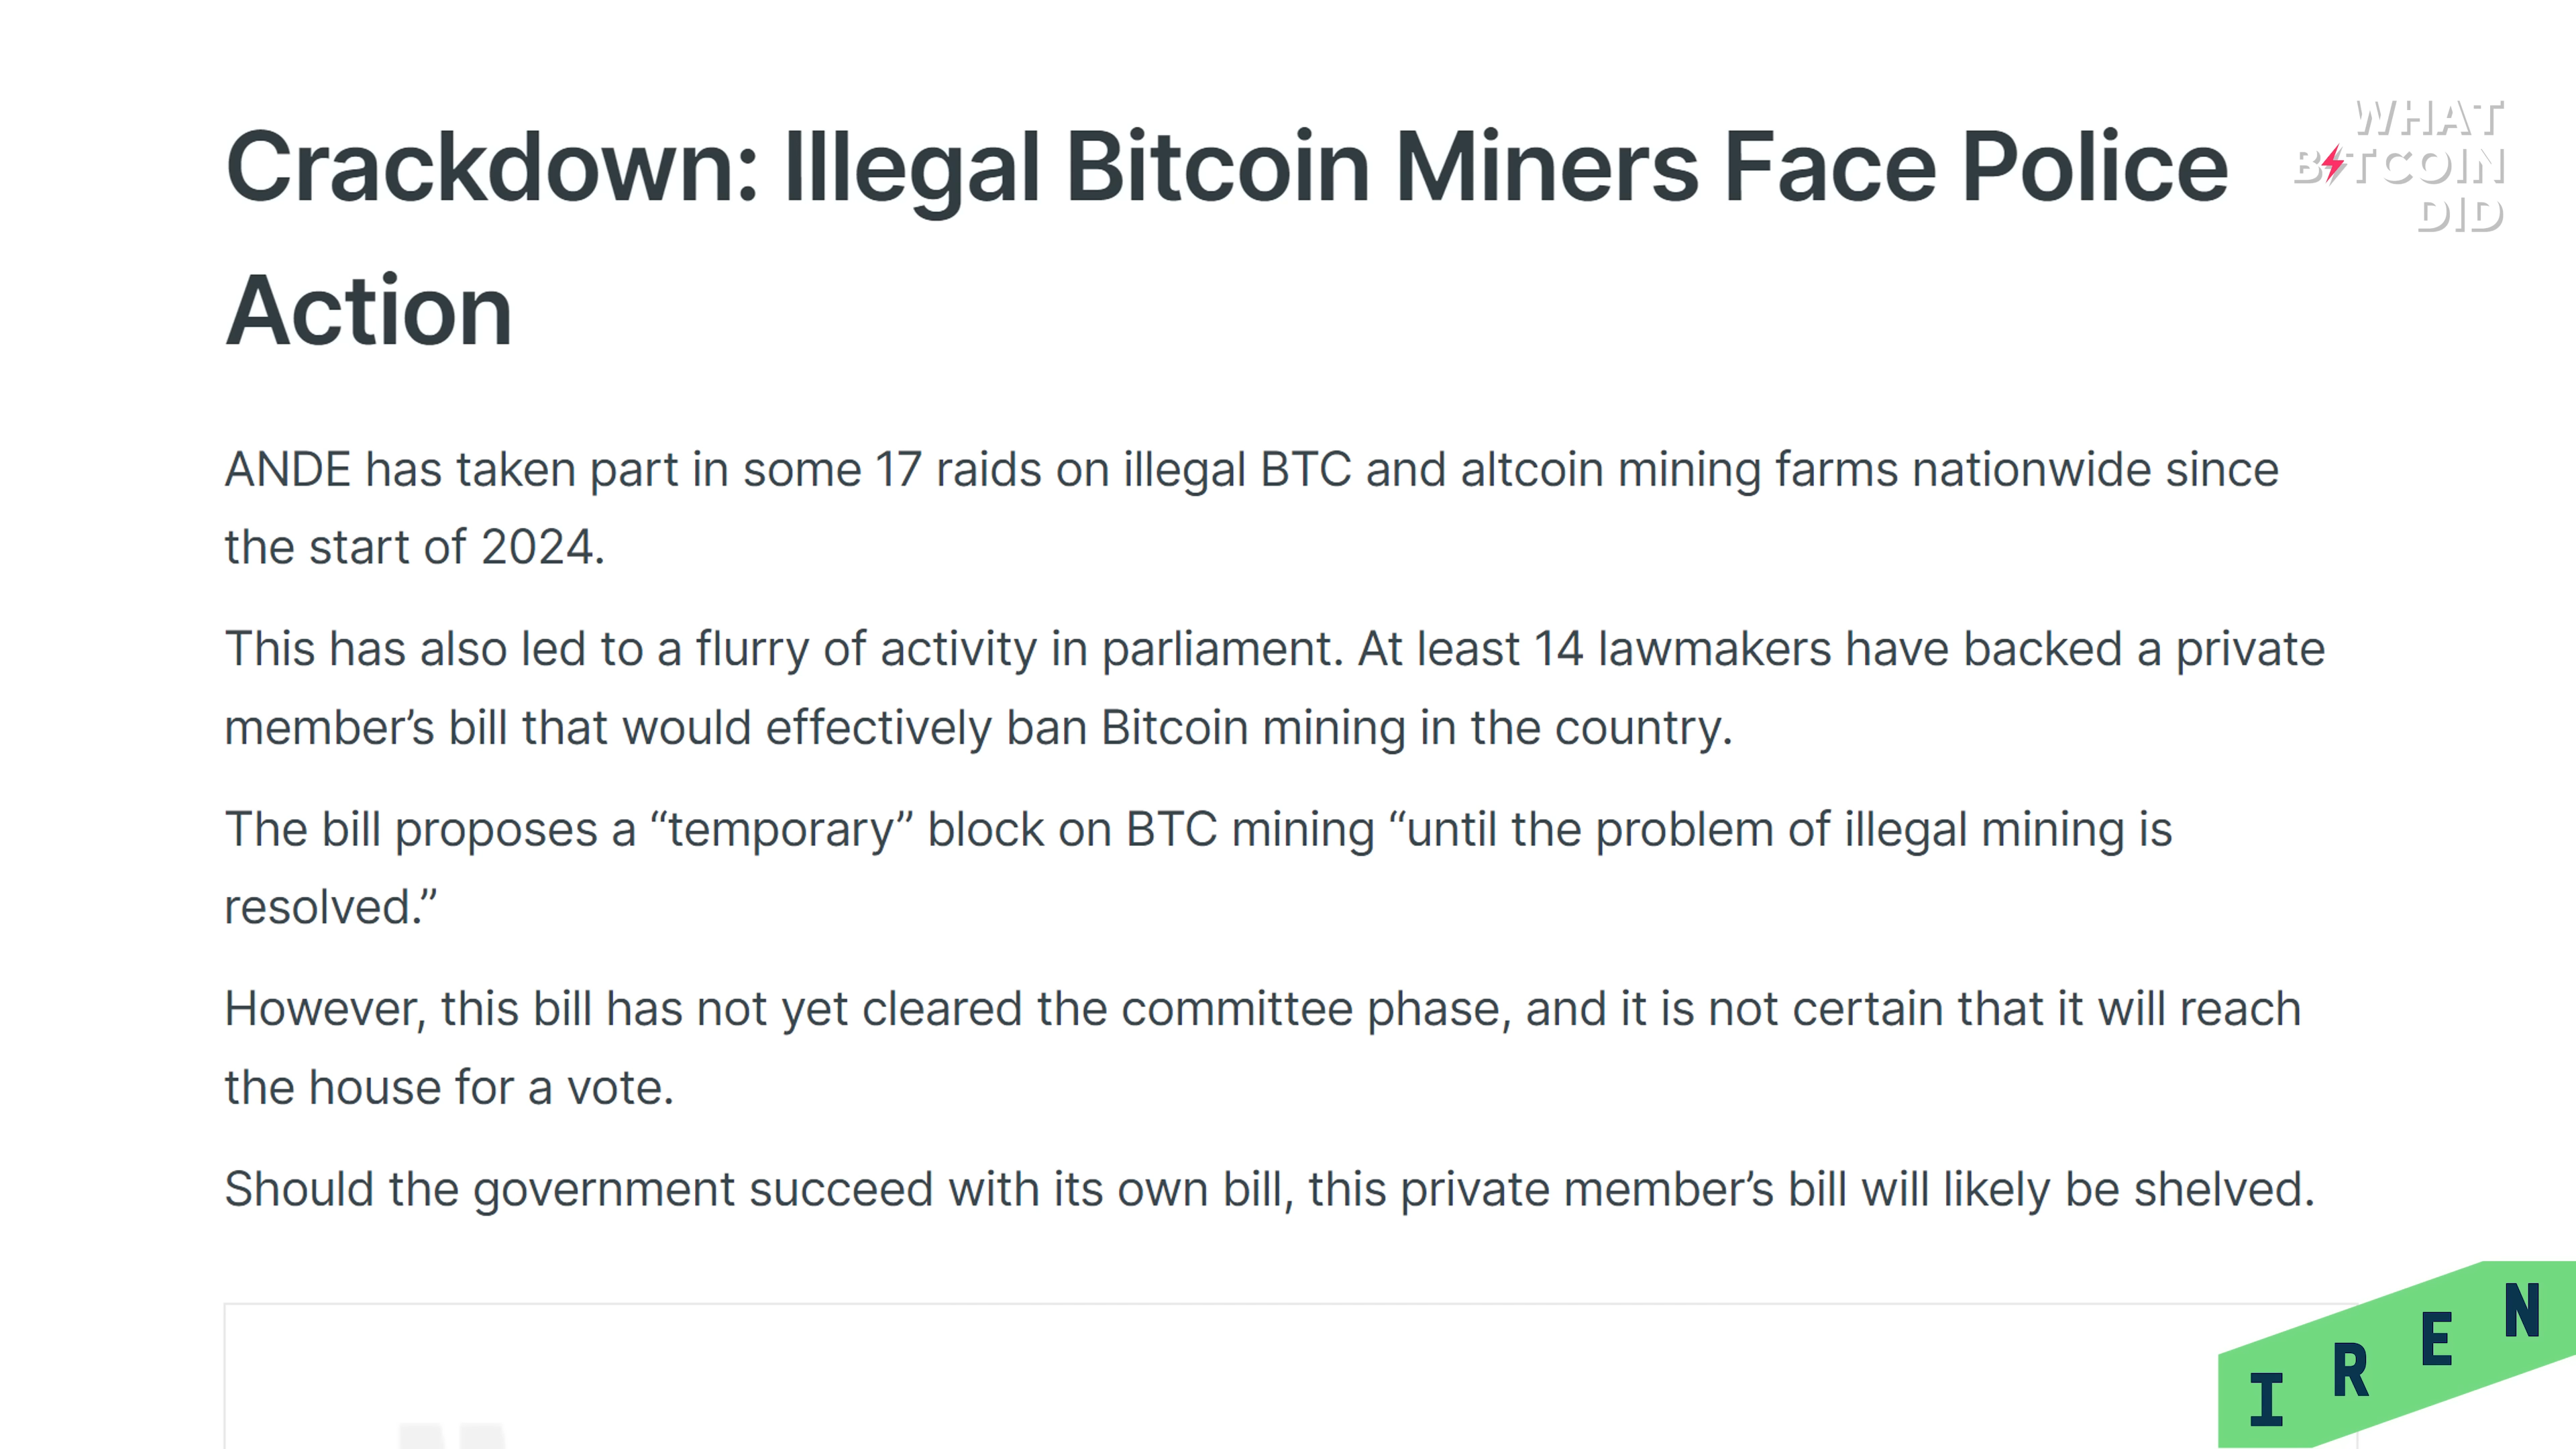 Crackdown: Illegal Bitcoin Miners Face Police
Action
WHAT
BITCOIN
DID
ANDE has taken part in some 17 raids on illegal BTC and altcoin mining farms nationwide since
the start of 2024.
This has also led to a flurry of activity in parliament. At least 14 lawmakers have backed a private
member’s bill that would effectively ban Bitcoin mining in the country.
The bill proposes a “temporary” block on BTC mining “until the problem of illegal mining is
resolved.”
However, this bill has not yet cleared the committee phase, and it is not certain that it will reach
the house for a vote.
Should the government succeed with its own bill, this private member’s bill will likely be shelved.
IREN